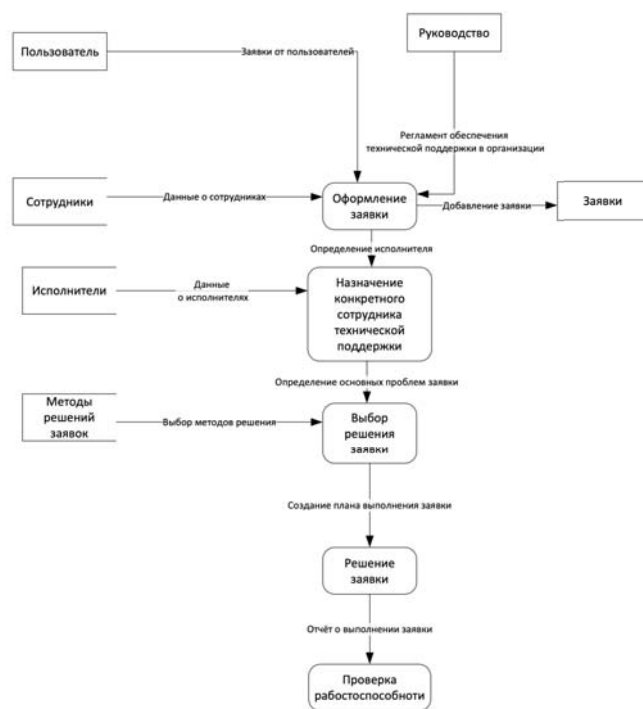 Руководство
Пользователь
Заявки от пользователей
Регламент обеспечения
технической поддержки в организации
Сотрудники
Данные о сотрудниках
Оформление
заявки
Добавление заявки
Заявки
Определение исполнителя
Исполнители
Данные
о исполнителях
Назначение
конкретного
сотрудника
технической
поддержки
Определение основных проблем заявки
Методы
решений
заявок
Выбор методов решения
Выбор
решения
заявки
Создание плана выполнения заявки
Решение
заявки
Отчёт о выполнении заявки
Проверка
рабостоспособноти